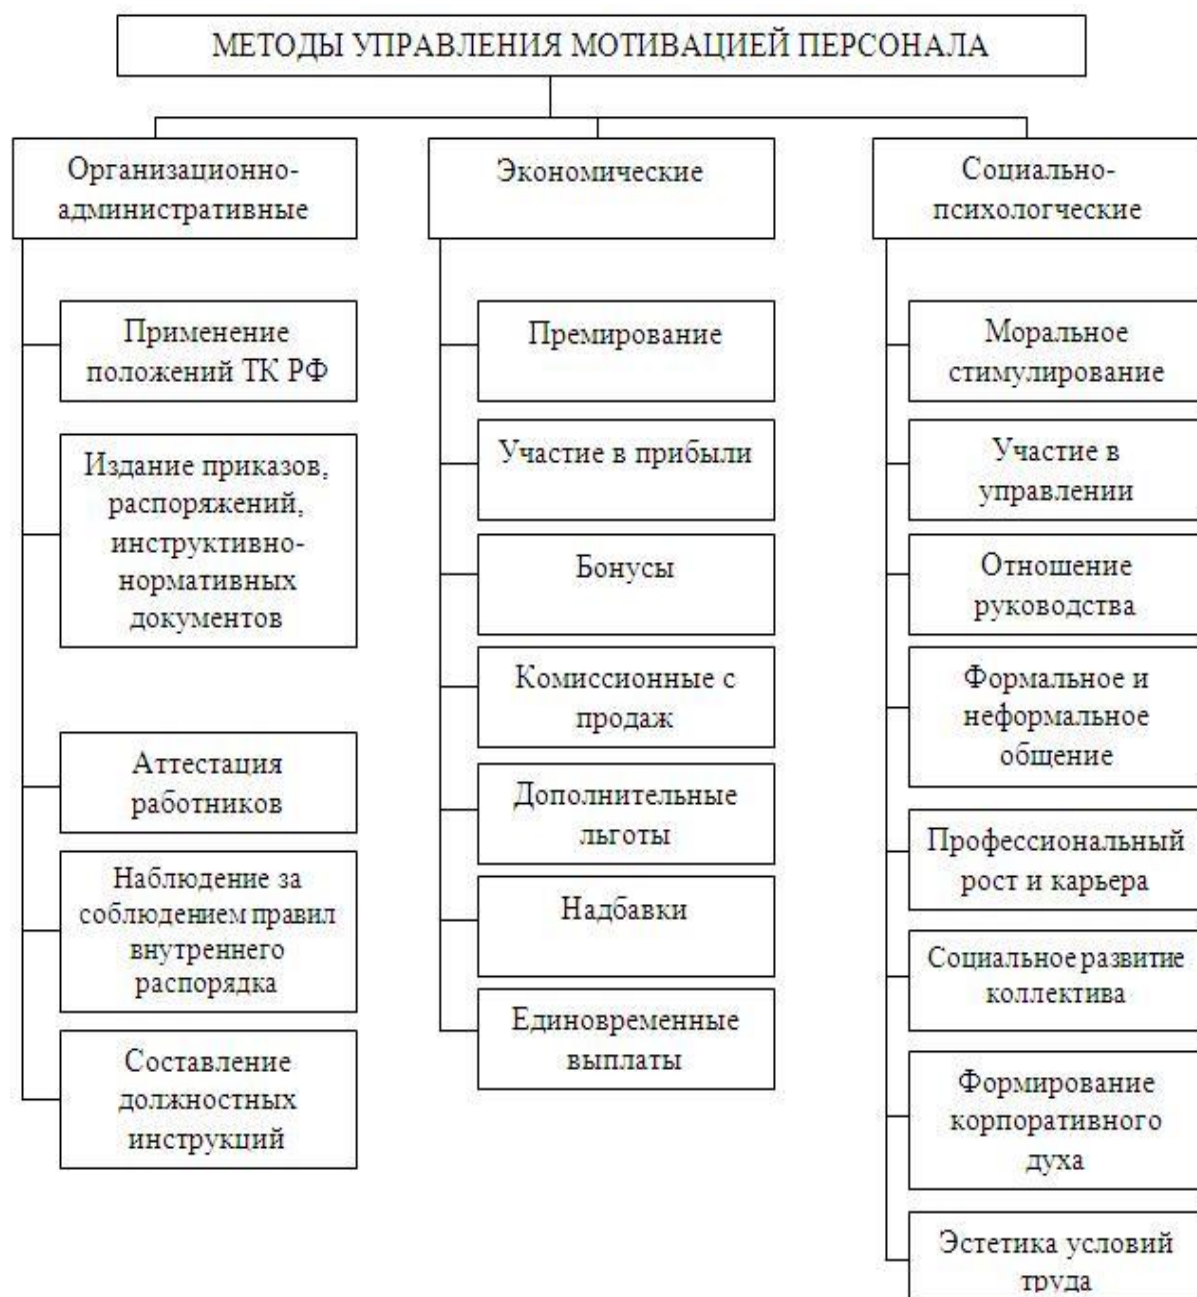 МЕТОДЫ УПРАВЛЕНИЯ МОТИВАЦИЕЙ ПЕРСОНАЛА
Организационно-
административные
Применение
положений ТК РФ
Издание приказов,
распоряжений,
инструктивно-
нормативных
документов
Аттестация
работников
Наблюдение за
соблюдением правил
внутреннего
распорядка
Составление
должностных
инструкций
Экономические
Премирование
Участие в прибыли
Бонусы
Комиссионные с
продаж
Дополнительные
льготы
Надбавки
Единовременные
выплаты
Социально-
психологческие
Моральное
стимулирование
Участие в
управлении
Отношение
руководства
Формальное и
неформальное
общение
Профессиональный
рост и карьера
Социальное развитие
коллектива
Формирование
корпоративного
духа
Эстетика условий
труда